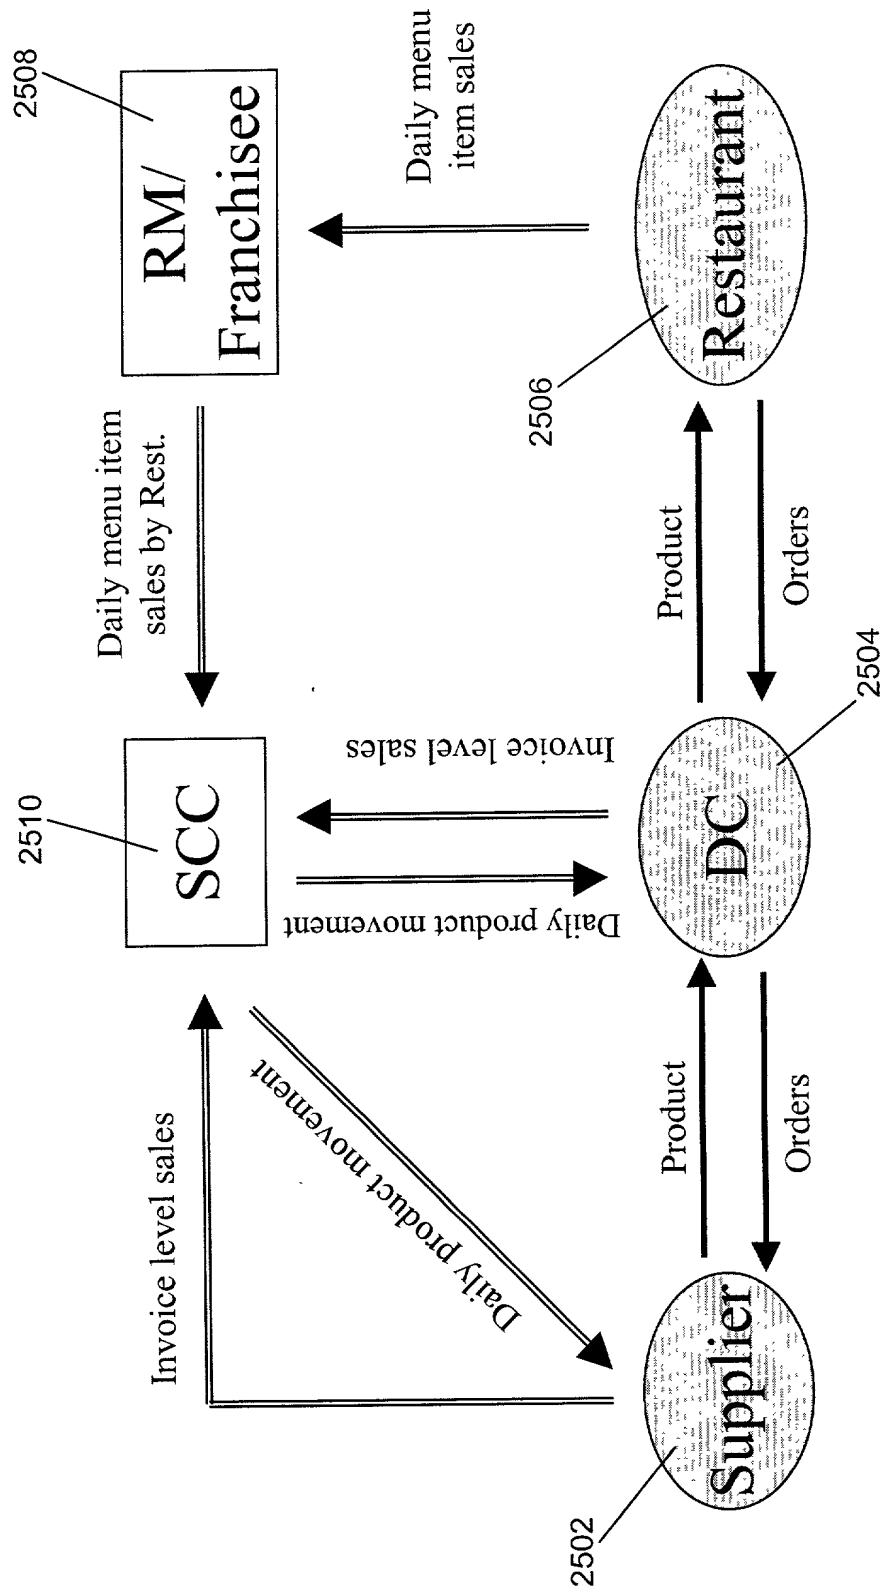 2510
2508
SCC
RM/
Franchisee
Invoice level sales
Daily menu item
sales by Rest.
Daily menu
item sales
Daily product movement
Daily product movement
Invoice level sales
2506
Product
Product
Supplier
DC
Restaurant
Orders
Orders
2502
2504